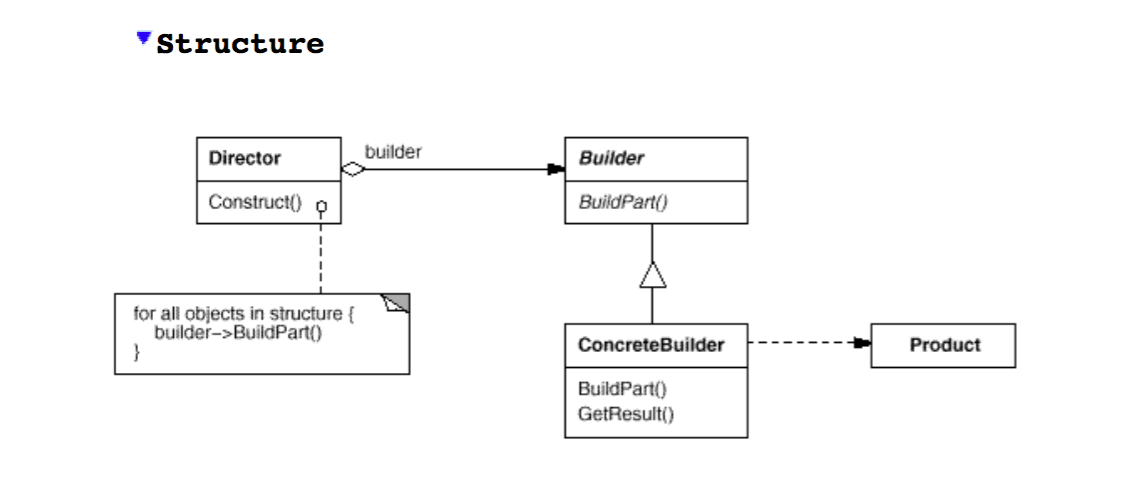 Structure
Director
builder
Builder
Construct()
BuildPart()
for all objects in structure {
builder->BuildPart()
}
ConcreteBuilder
Product
BuildPart()
GetResult()